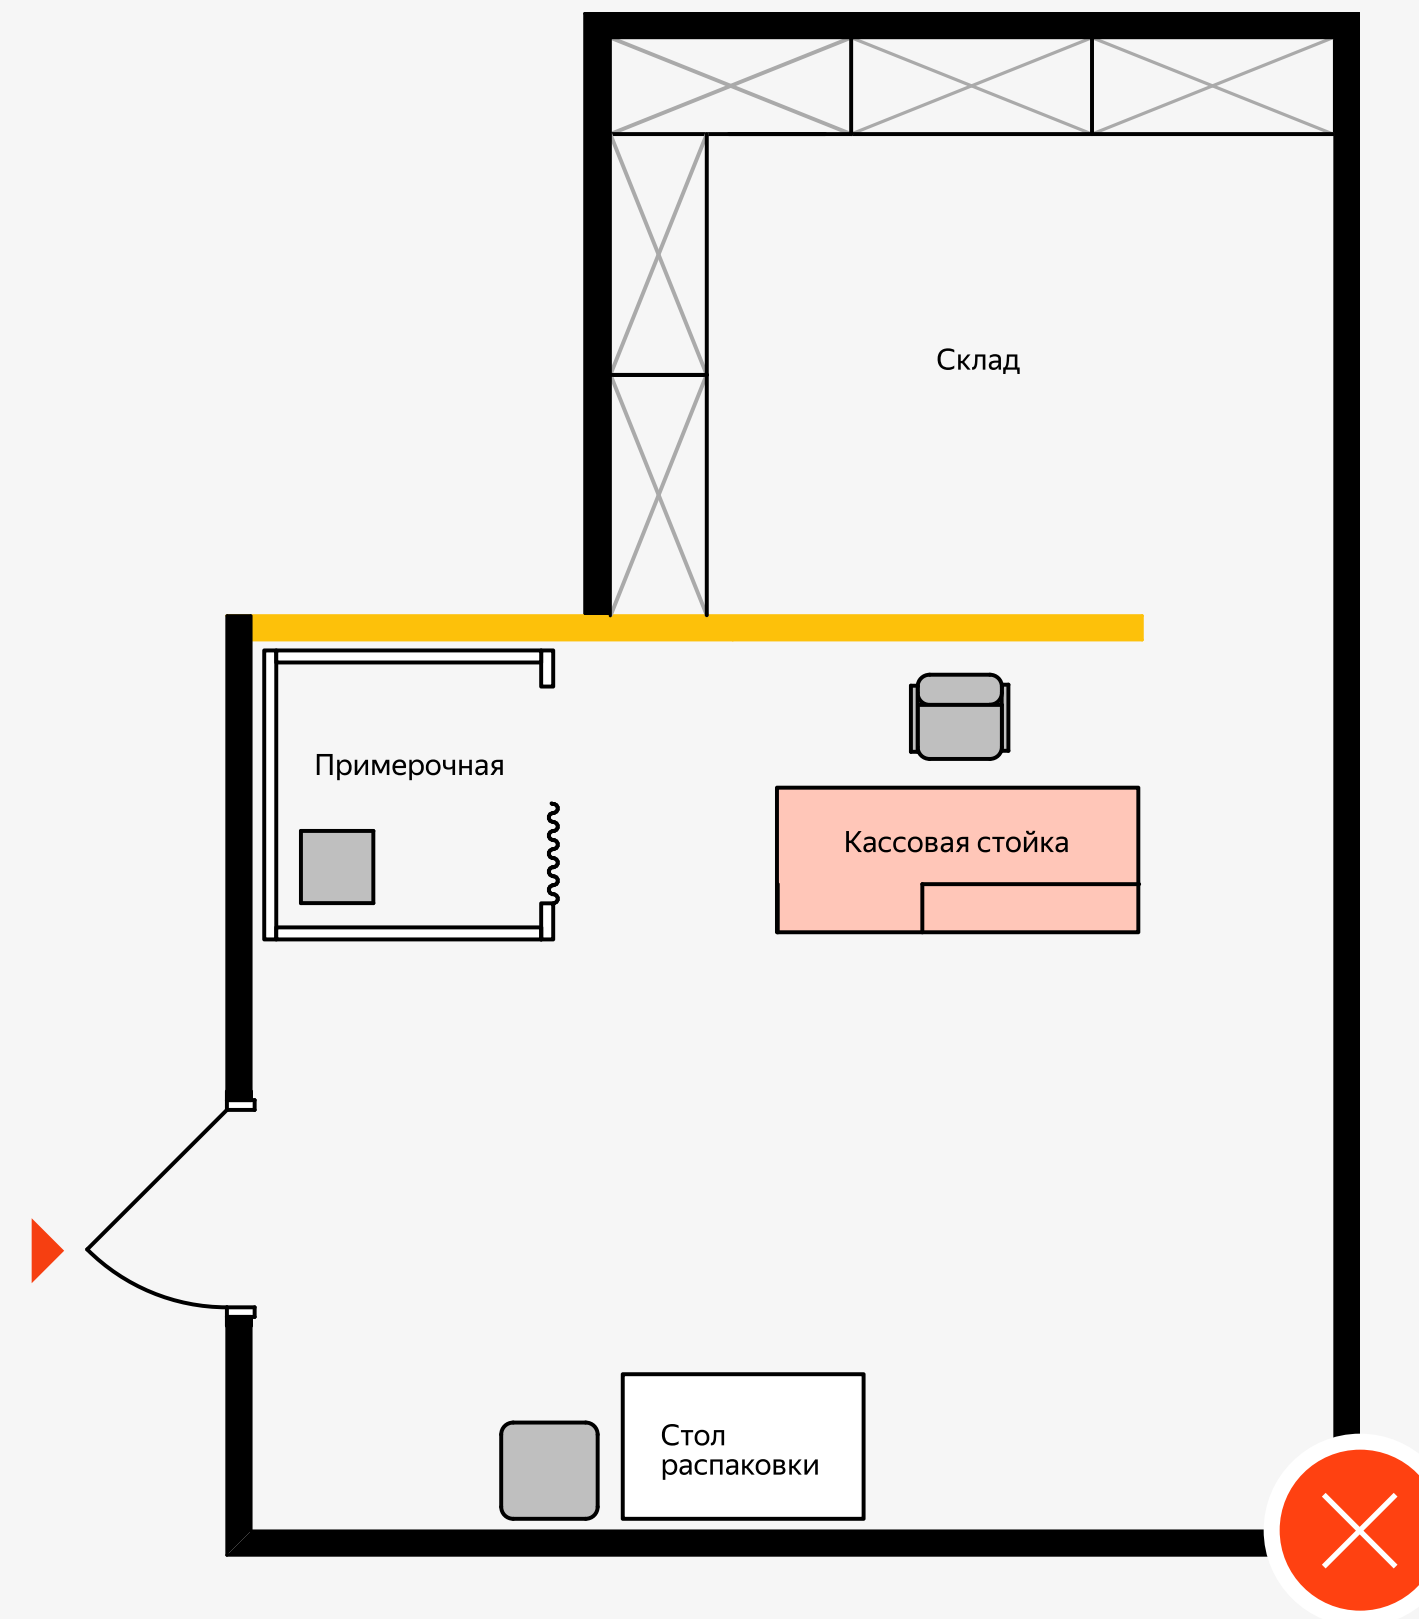 Склад
Примерочная
Кассовая стойка
Стол
распаковки